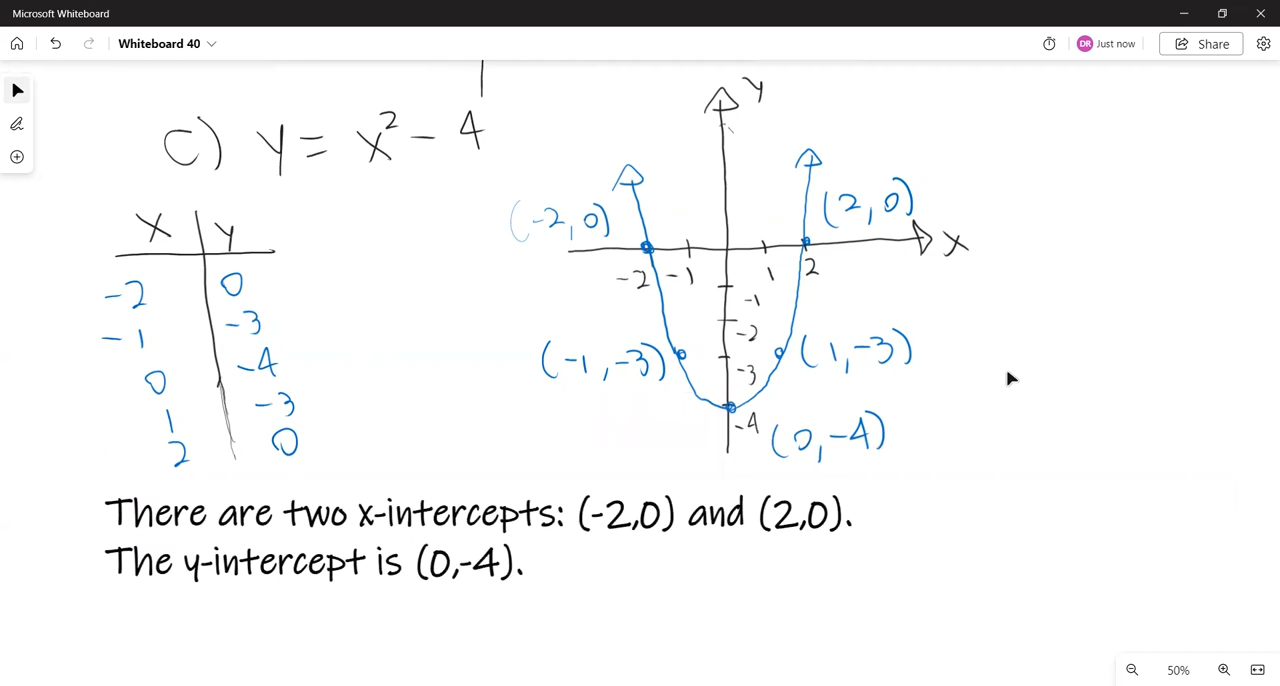 Microsoft Whiteboard
Whiteboard 40
DR Just now
Share
c) y = x² - 4
x y
-2 0
-1 -3
0 -4
1 -3
2 0
y
(-2,0) (2,0)
x
-2 -1 1 2
-1
-2
(-1,-3) (1,-3)
-3
-4
(0,-4)
There are two x-intercepts: (-2,0) and (2,0).
The y-intercept is (0,-4).
50%